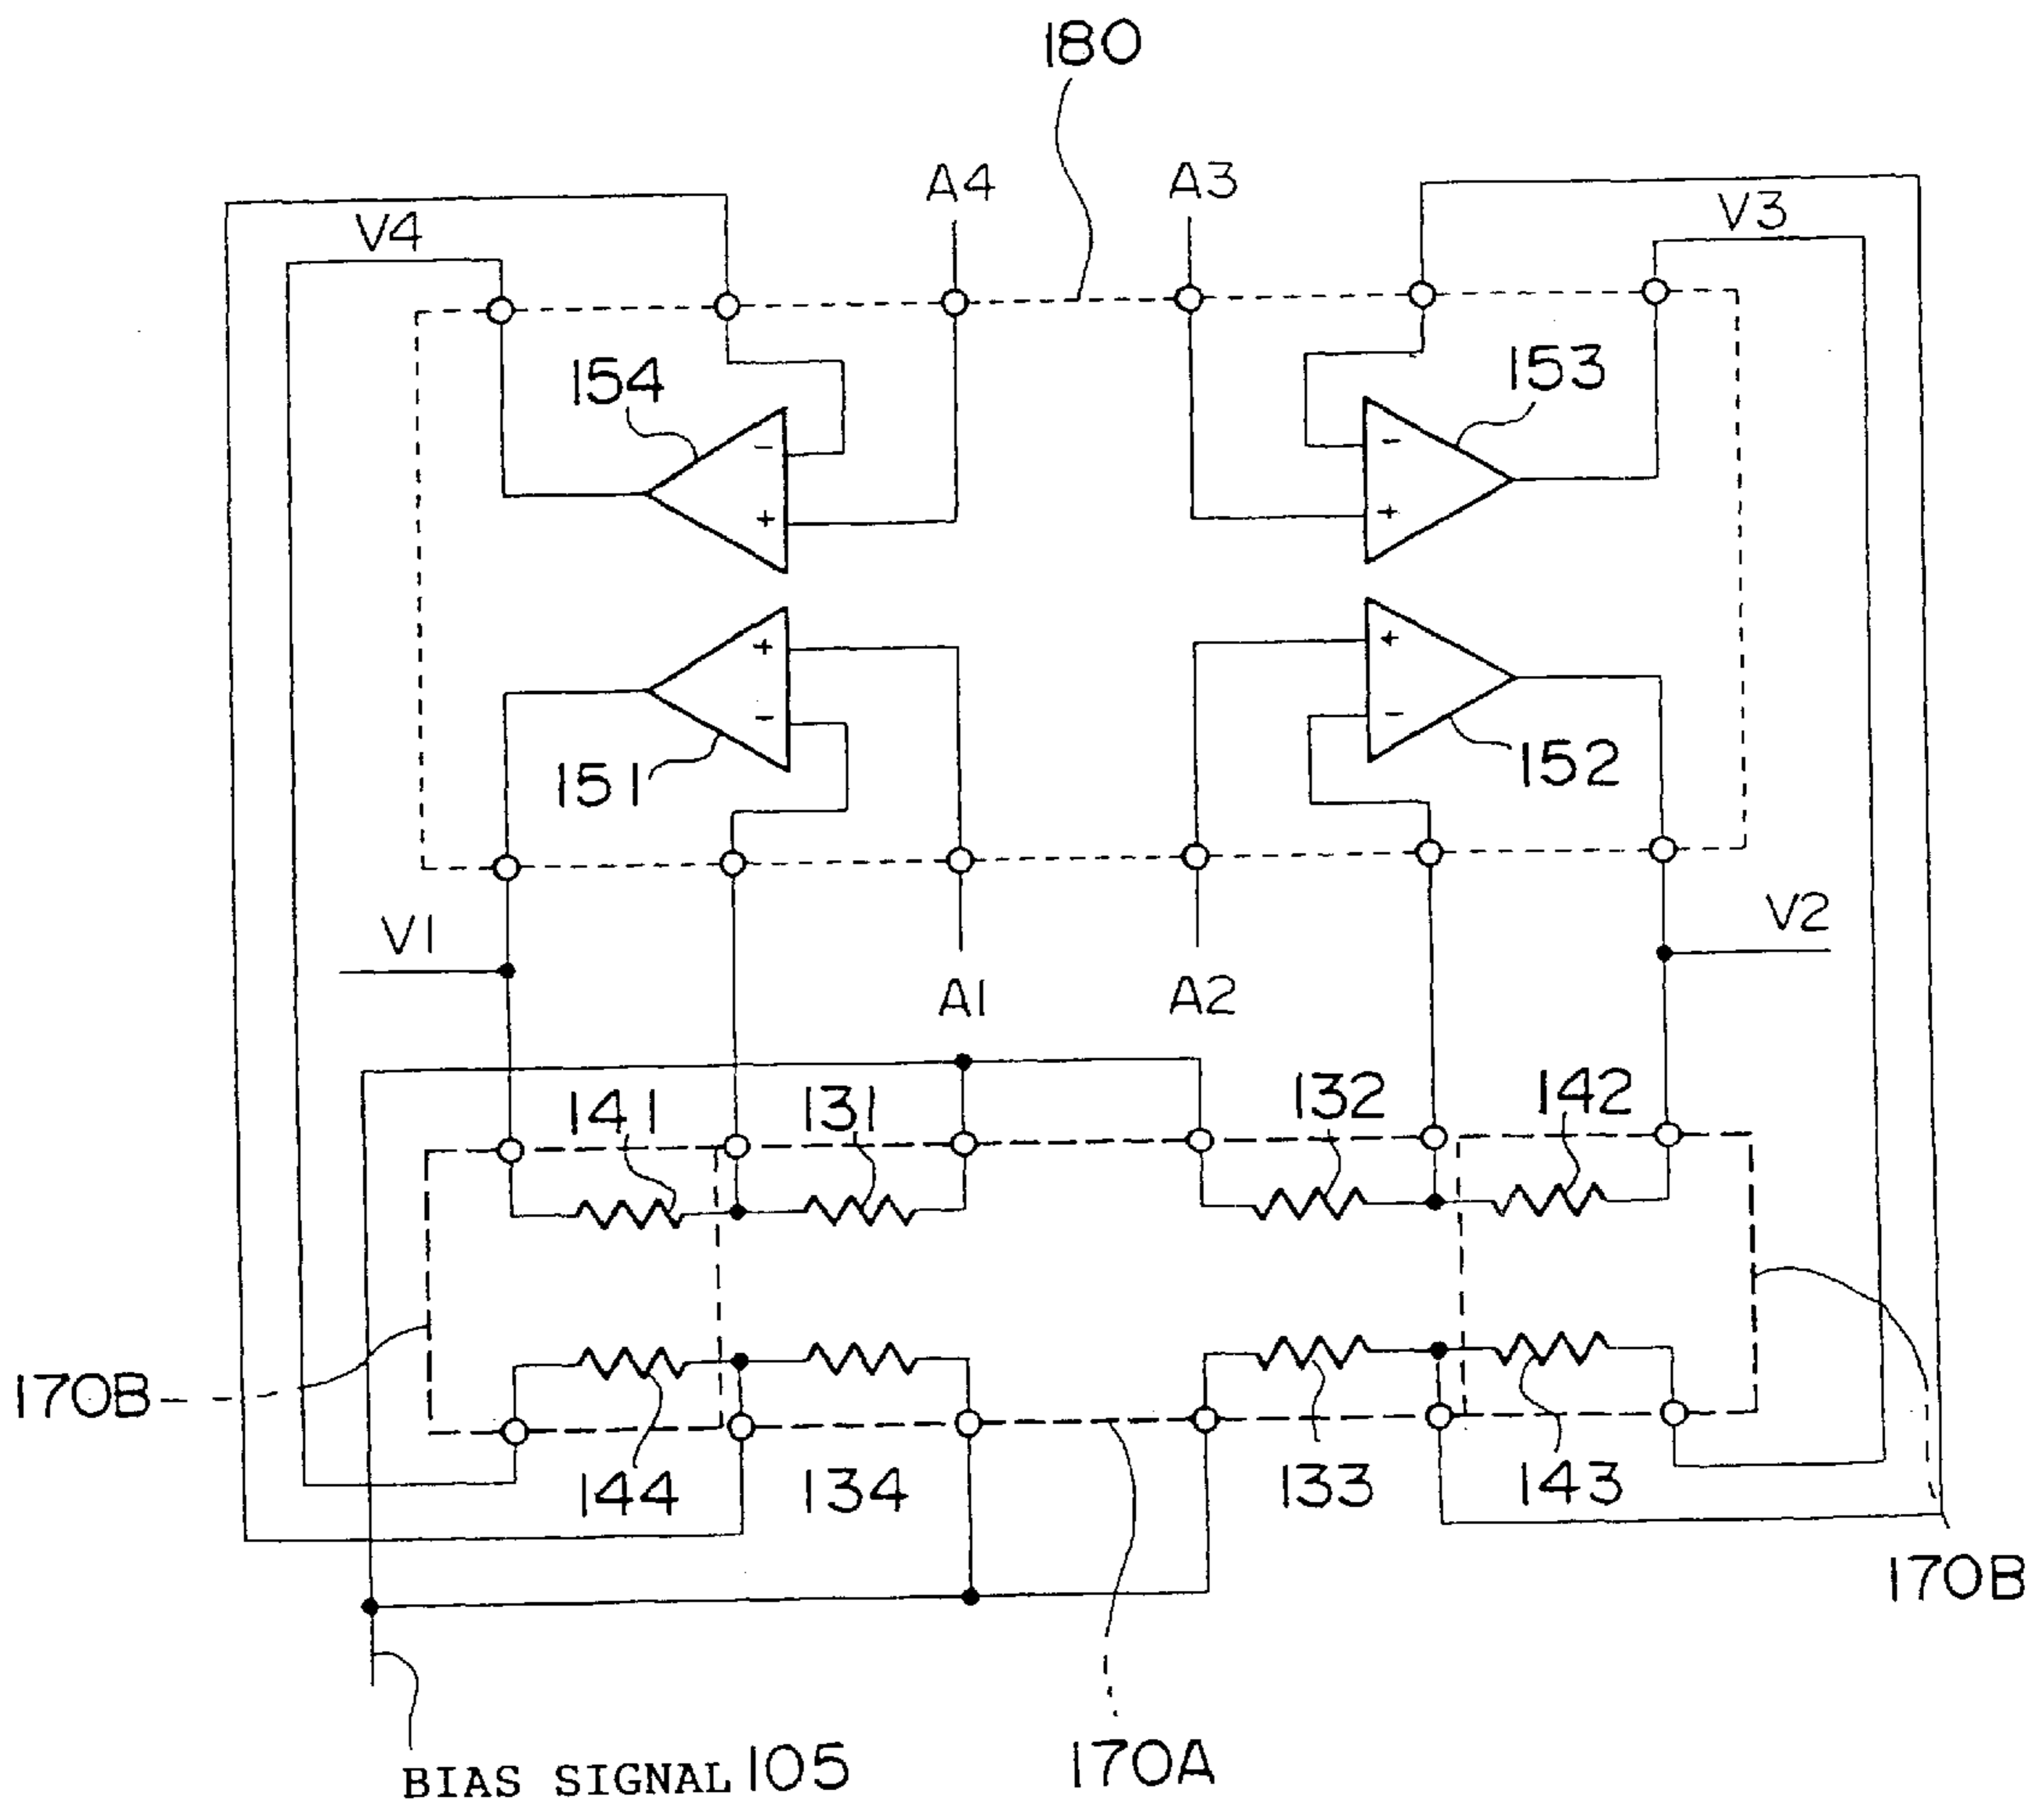 180
A4 A3
V4 V3
154 153
- -
+ +
+ +
- -
151 152
V1 V2
A1 A2
141 131 132 142
170B
144 134 133 143
170B
170A
BIAS SIGNAL 105